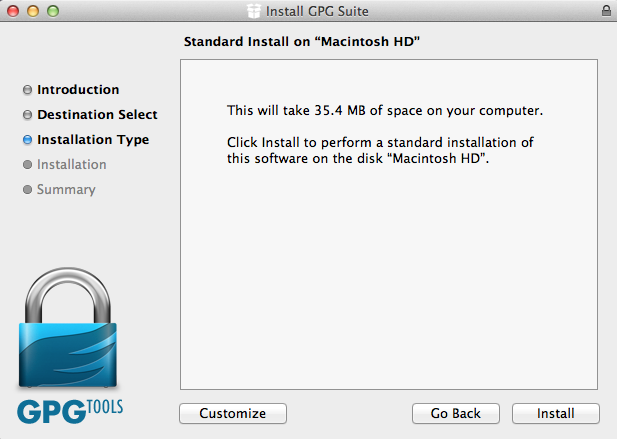 Install GPG Suite
Standard Install on “Macintosh HD”
Introduction
Destination Select
Installation Type
Installation
Summary
This will take 35.4 MB of space on your computer.
Click Install to perform a standard installation of
this software on the disk “Macintosh HD”.
GPGTOOLS
Customize
Go Back
Install